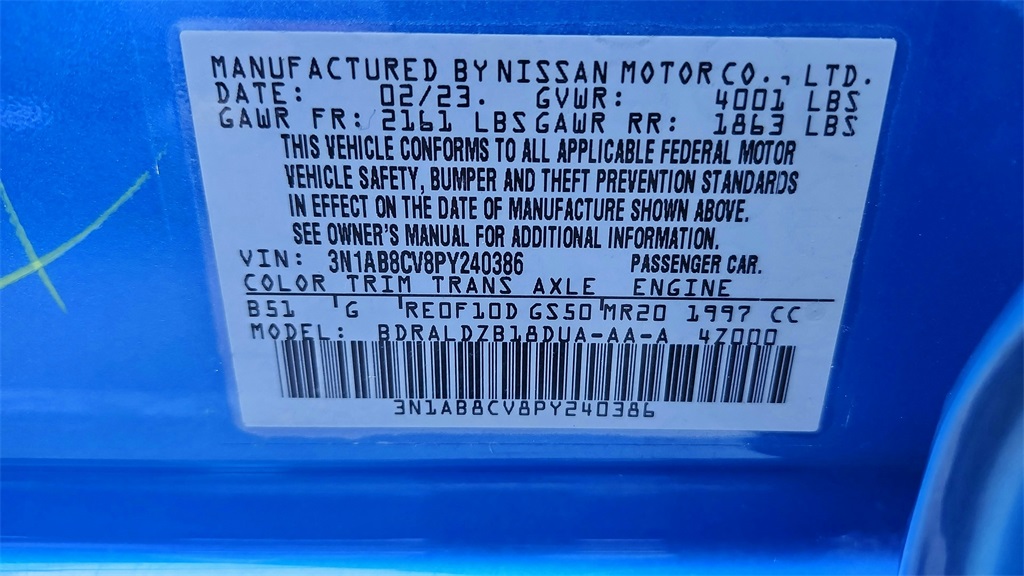 MANUFACTURED BY NISSAN MOTOR CO., LTD.
DATE: 02/23. GVWR: 4001 LBS
GAWR FR: 2161 LBS GAWR RR: 1863 LBS
THIS VEHICLE CONFORMS TO ALL APPLICABLE FEDERAL MOTOR
VEHICLE SAFETY, BUMPER AND THEFT PREVENTION STANDARDS
IN EFFECT ON THE DATE OF MANUFACTURE SHOWN ABOVE.
SEE OWNER'S MANUAL FOR ADDITIONAL INFORMATION.
VIN: 3N1AB8CV8PY240386 PASSENGER CAR.
COLOR TRIM TRANS AXLE ENGINE
B51 G RE0F10D GS50 MR20 1997 CC
MODEL: BDRALDZB18DUA-AA-A 4Z000
3N1AB8CV8PY240386